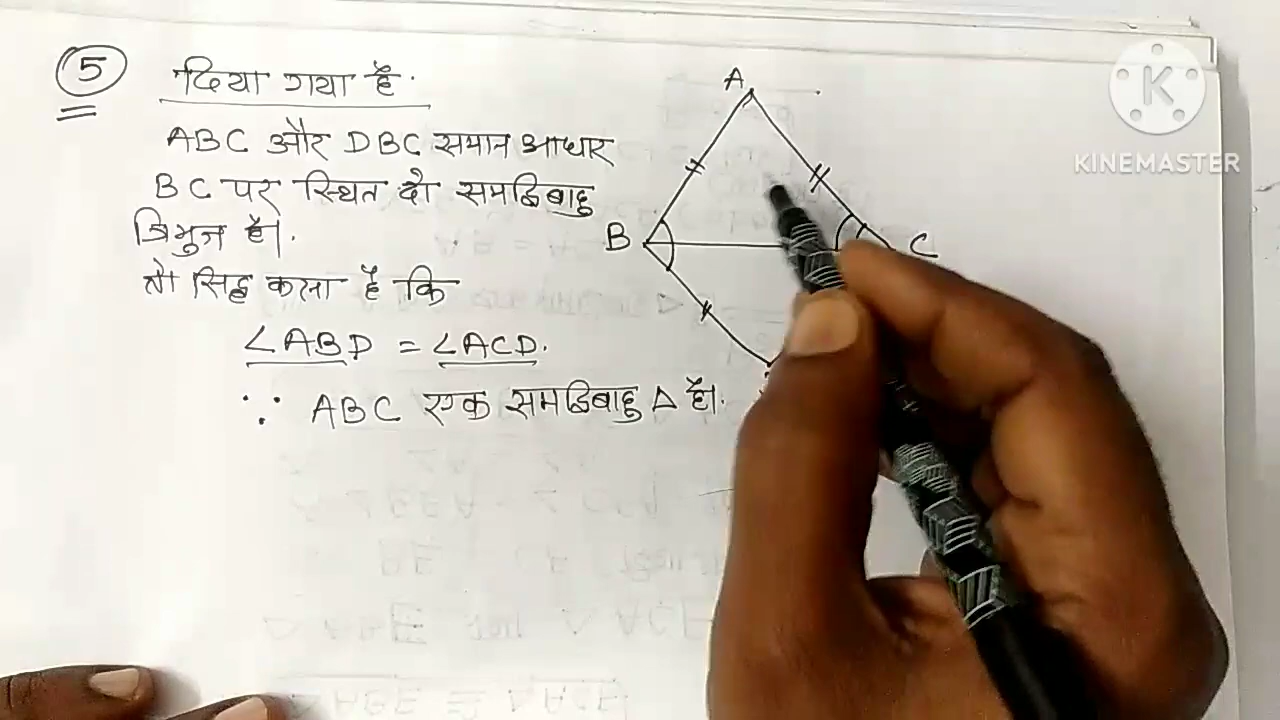 5 दिया गया है.
ABC और DBC समान आधार
BC पर स्थित दो समद्विबाहु
त्रिभुज है।.
तो सिद्ध करना है कि
∠ABD = ∠ACD.
∵ ABC एक समद्विबाहु Δ है।.
A
B
C
K
KINEMASTER